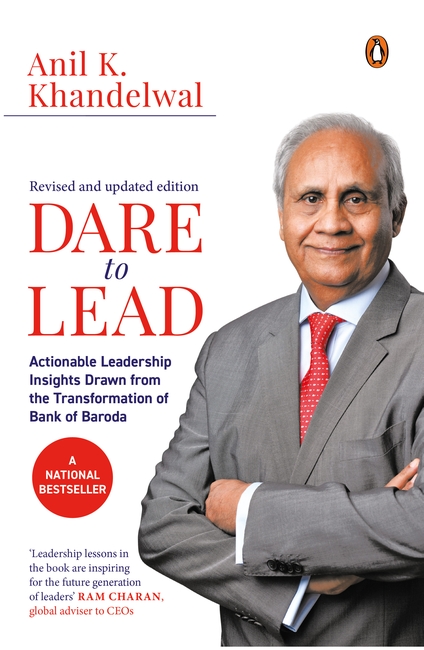 Anil K.
Khandelwal
Revised and updated edition
DARE
to
LEAD
Actionable Leadership
Insights Drawn from
the Transformation of
Bank of Baroda
A
NATIONAL
BESTSELLER
‘Leadership lessons in
the book are inspiring
for the future generation
of leaders’ RAM CHARAN,
global adviser to CEOs